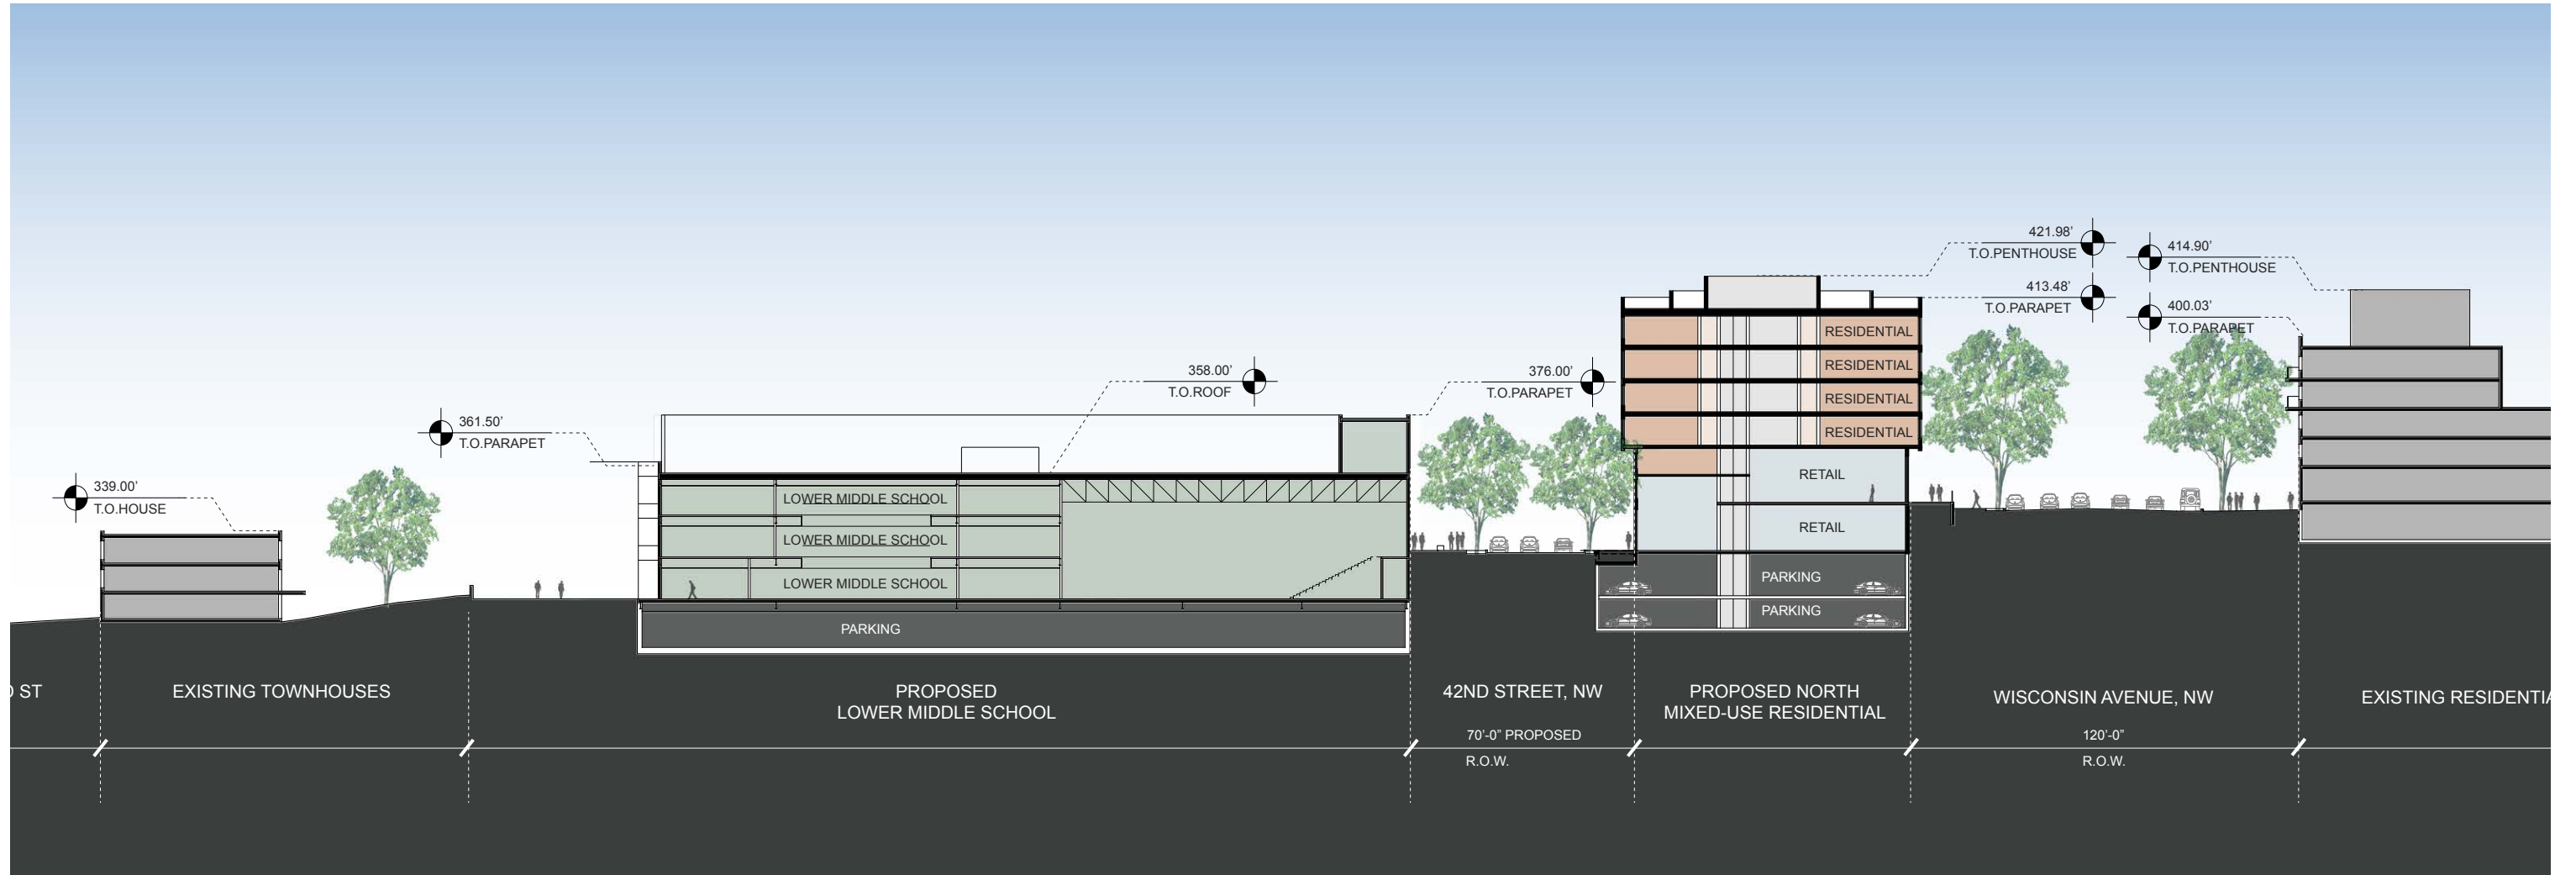 421.98’
T.O.PENTHOUSE
414.90’
T.O.PENTHOUSE
413.48’
T.O.PARAPET
400.03’
T.O.PARAPET
358.00’
T.O.ROOF
376.00’
T.O.PARAPET
361.50’
T.O.PARAPET
339.00’
T.O.HOUSE
RESIDENTIAL
RESIDENTIAL
RESIDENTIAL
RESIDENTIAL
RETAIL
RETAIL
PARKING
PARKING
LOWER MIDDLE SCHOOL
LOWER MIDDLE SCHOOL
LOWER MIDDLE SCHOOL
PARKING
ST
EXISTING TOWNHOUSES
PROPOSED
LOWER MIDDLE SCHOOL
42ND STREET, NW
PROPOSED NORTH
MIXED-USE RESIDENTIAL
WISCONSIN AVENUE, NW
EXISTING RESIDENTIA
70’-0” PROPOSED
R.O.W.
120’-0”
R.O.W.